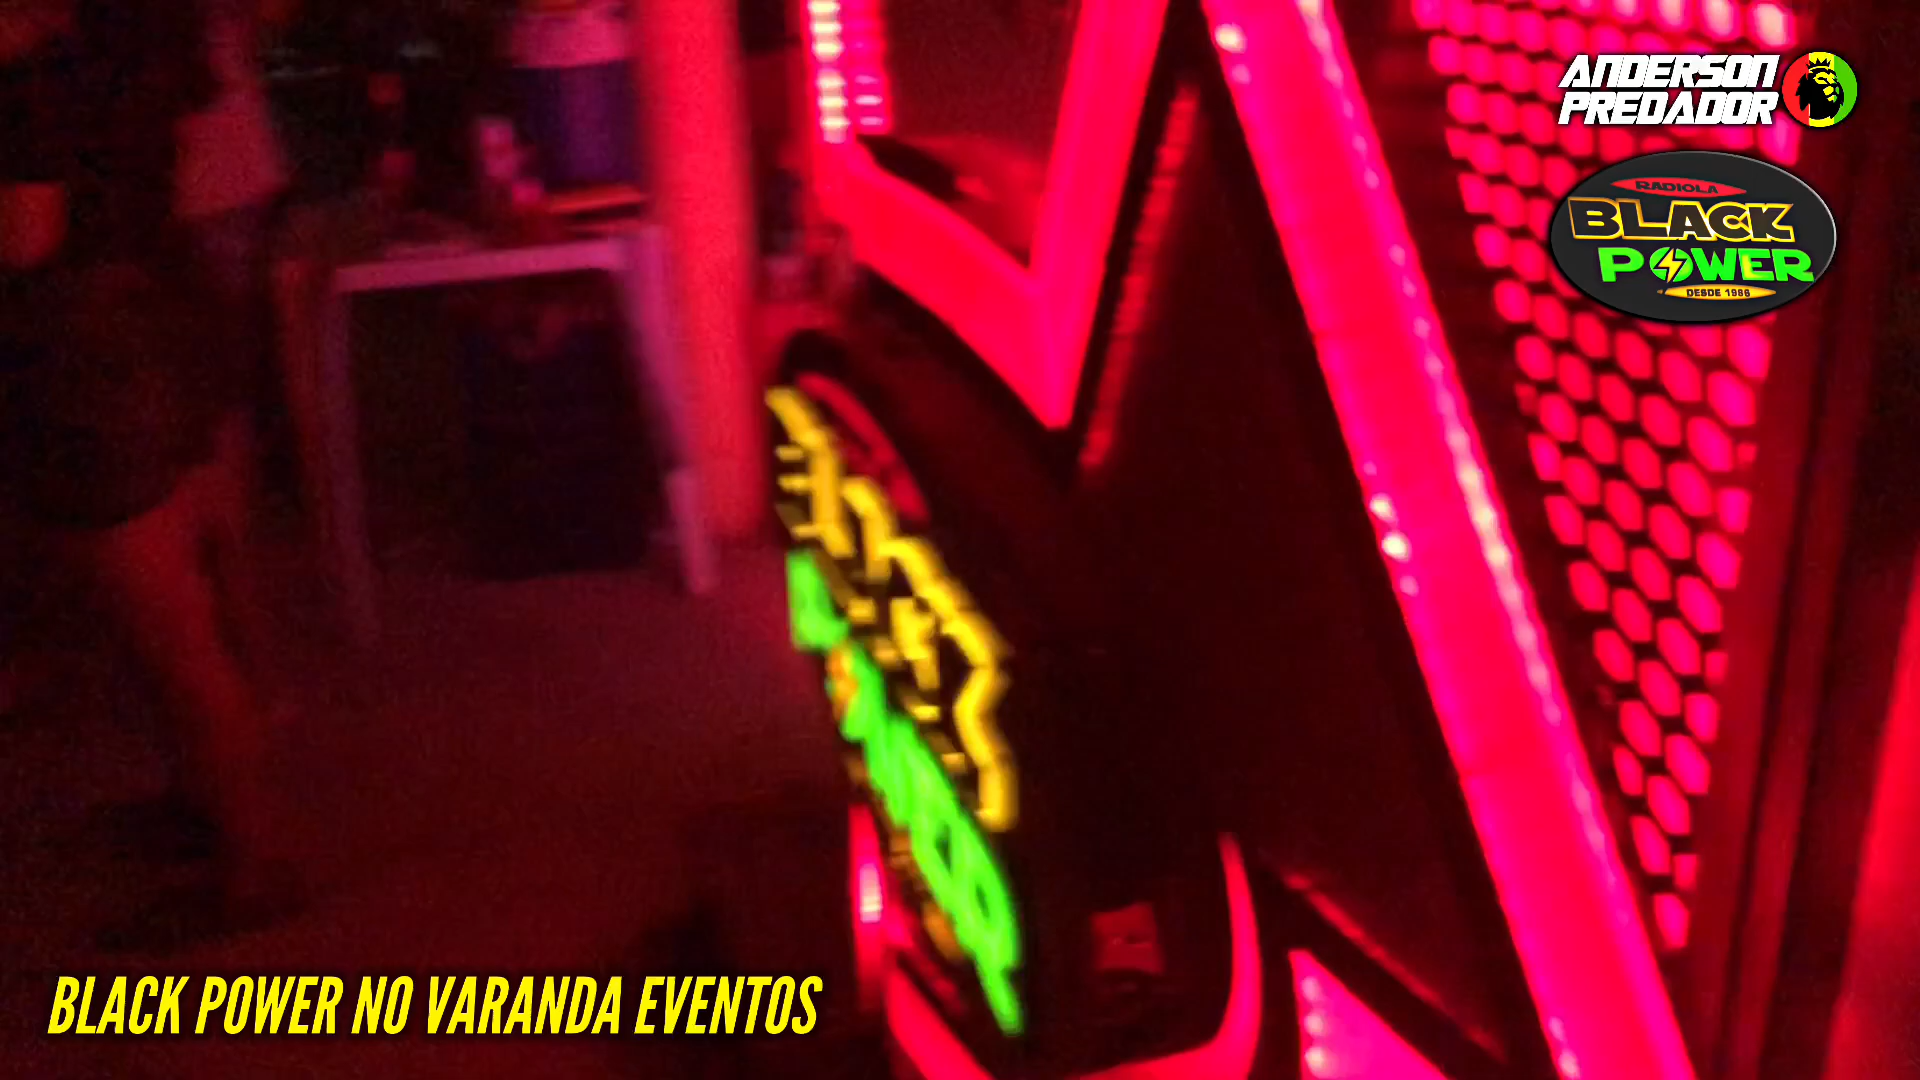 ANDERSON
PREDADOR
RADIOLA
BLACK
POWER
DESDE 1986
BLACK POWER NO VARANDA EVENTOS